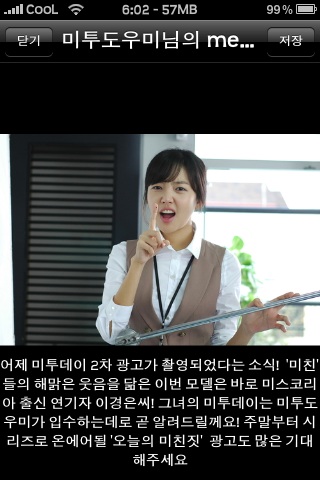 CooL 6:02 - 57MB 99%
닫기 미투도우미님의 me... 저장
어제 미투데이 2차 광고가 촬영되었다는 소식! '미친'
들의 해맑은 웃음을 닮은 이번 모델은 바로 미스코리
아 출신 연기자 이경은씨! 그녀의 미투데이는 미투도
우미가 입수하는데로 곧 알려드릴께요! 주말부터 시
리즈로 온에어될 '오늘의 미친짓' 광고도 많은 기대
해주세요